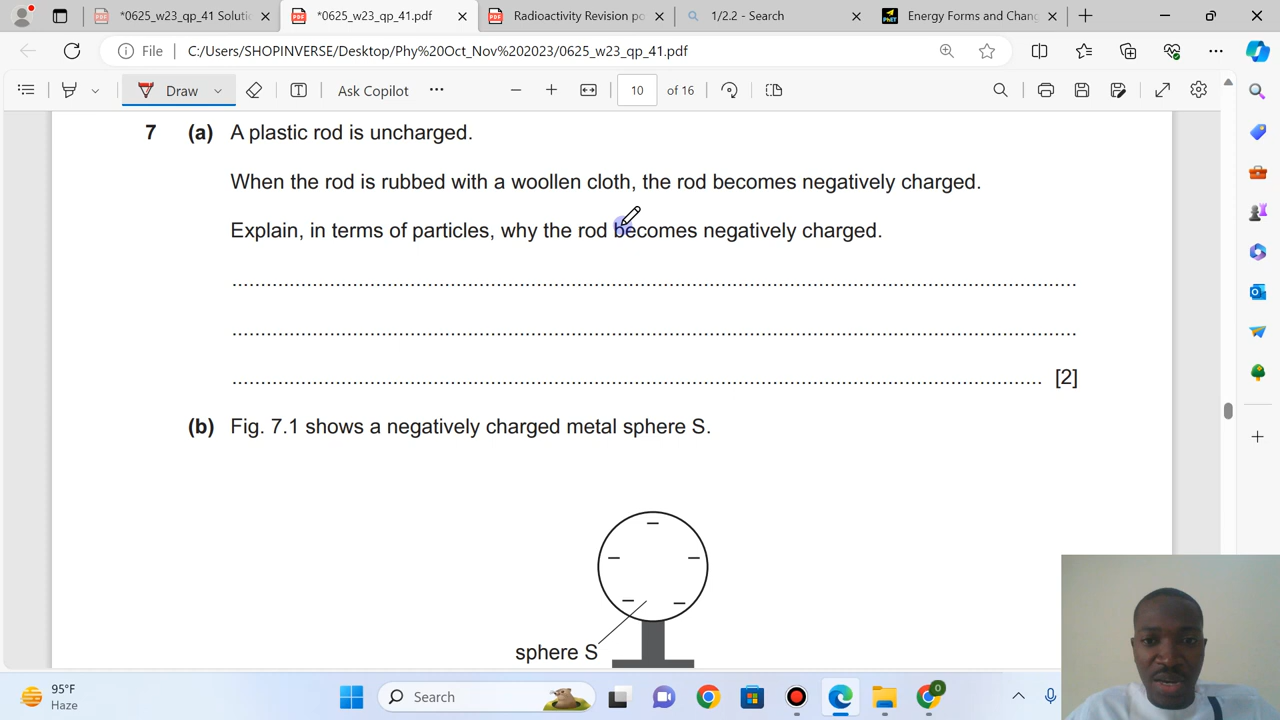 *0625_w23_qp_41 Soluti
*0625_w23_qp_41.pdf
Radioactivity Revision po
1/2.2 - Search
Energy Forms and Chang
File
C:/Users/SHOPINVERSE/Desktop/Phy%20Oct_Nov%202023/0625_w23_qp_41.pdf
Draw
Ask Copilot
10
of 16
7 (a) A plastic rod is uncharged.
When the rod is rubbed with a woollen cloth, the rod becomes negatively charged.
Explain, in terms of particles, why the rod becomes negatively charged.
[2]
(b) Fig. 7.1 shows a negatively charged metal sphere S.
sphere S
95°F
Haze
Search
0